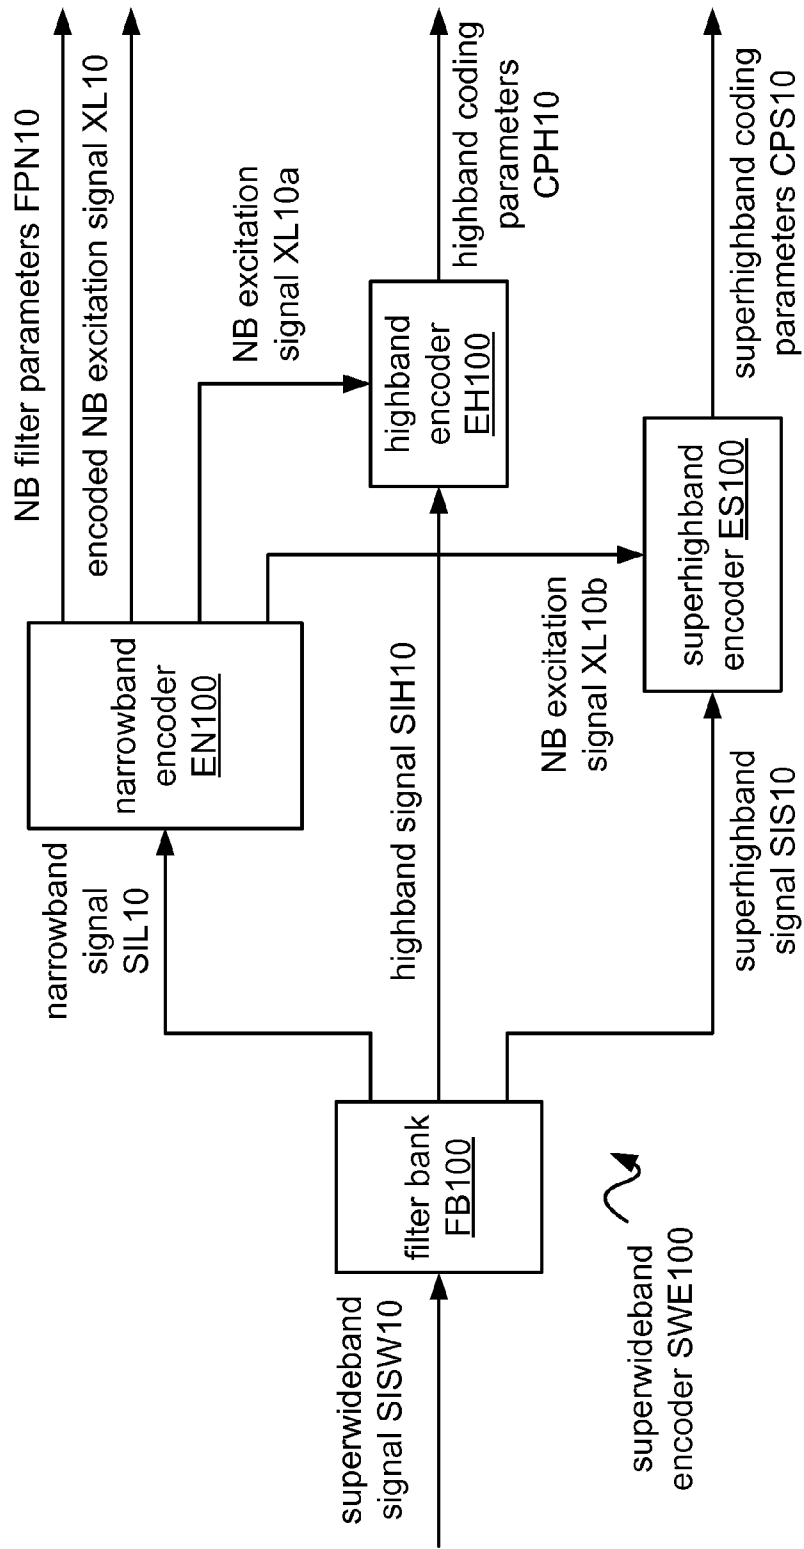 superwideband
signal SISW10
filter bank
FB100
superwideband
encoder SWE100
narrowband
signal
SIL10
highband signal SIH10
superhighband
signal SIS10
narrowband
encoder
EN100
NB excitation
signal XL10b
superhighband
encoder ES100
NB excitation
signal XL10a
highband
encoder
EH100
NB filter parameters FPN10
encoded NB excitation signal XL10
highband coding
parameters
CPH10
superhighband coding
parameters CPS10